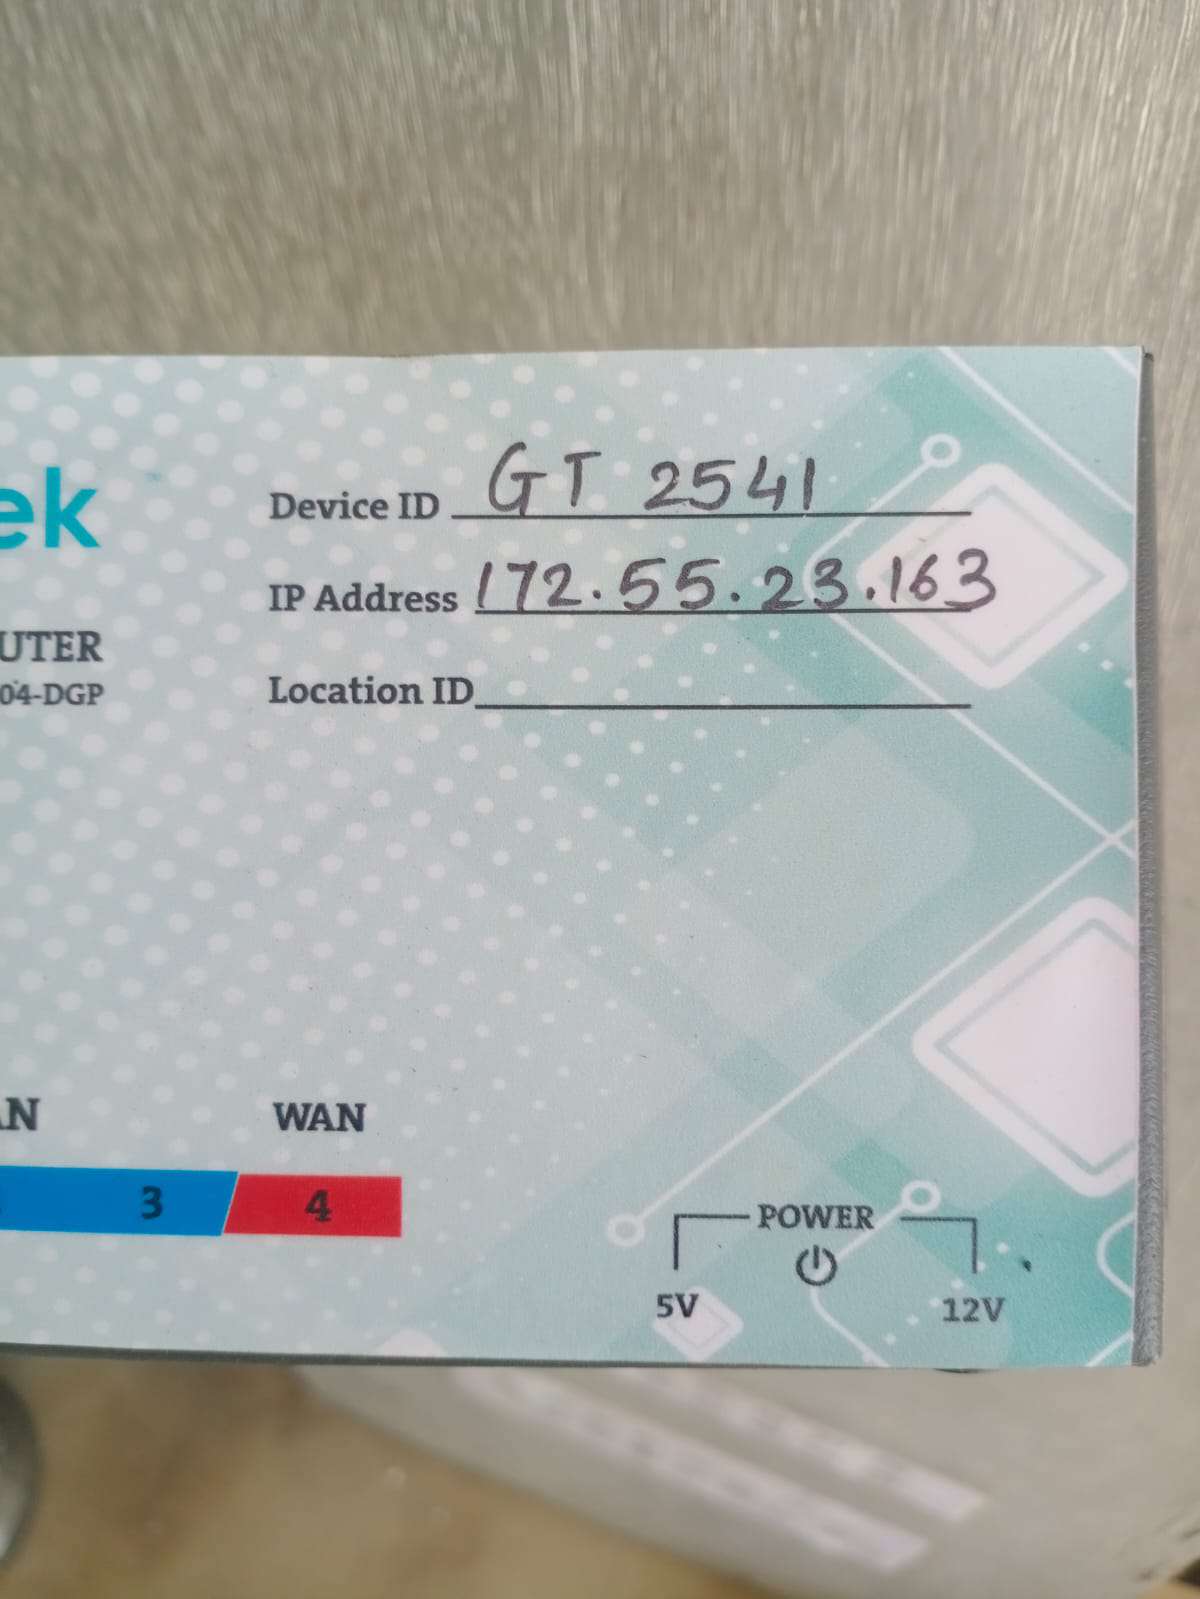 ek
Device ID GT 2541
IP Address 172.55.23.163
UTER
04-DGP
Location ID
AN
WAN
3
4
POWER
5V
12V